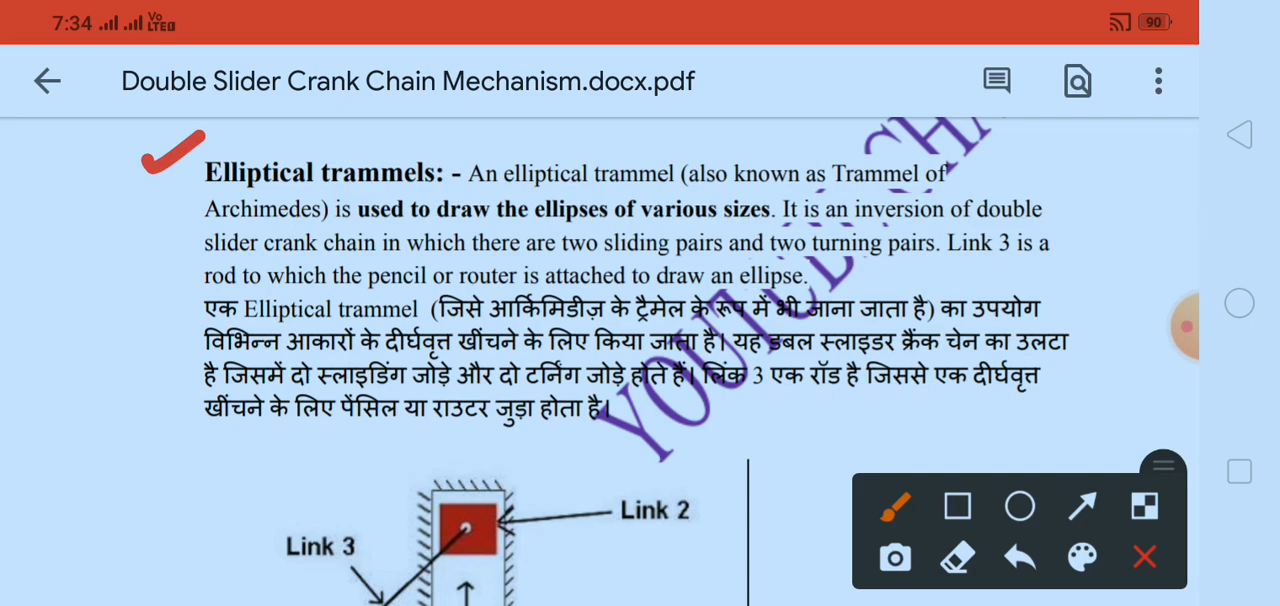 7:34 Vo LTE 90
Double Slider Crank Chain Mechanism.docx.pdf
Elliptical trammels: - An elliptical trammel (also known as Trammel of
Archimedes) is used to draw the ellipses of various sizes. It is an inversion of double
slider crank chain in which there are two sliding pairs and two turning pairs. Link 3 is a
rod to which the pencil or router is attached to draw an ellipse.
एक Elliptical trammel (जिसे आर्किमिडीज़ के ट्रैमेल के रूप में भी जाना जाता है) का उपयोग
विभिन्न आकारों के दीर्घवृत्त खींचने के लिए किया जाता है। यह डबल स्लाइडर क्रैंक चेन का उलटा
है जिसमें दो स्लाइडिंग जोड़े और दो टर्निंग जोड़े होते हैं। लिंक 3 एक रॉड है जिससे एक दीर्घवृत्त
खींचने के लिए पेंसिल या राउटर जुड़ा होता है।
Link 2
Link 3